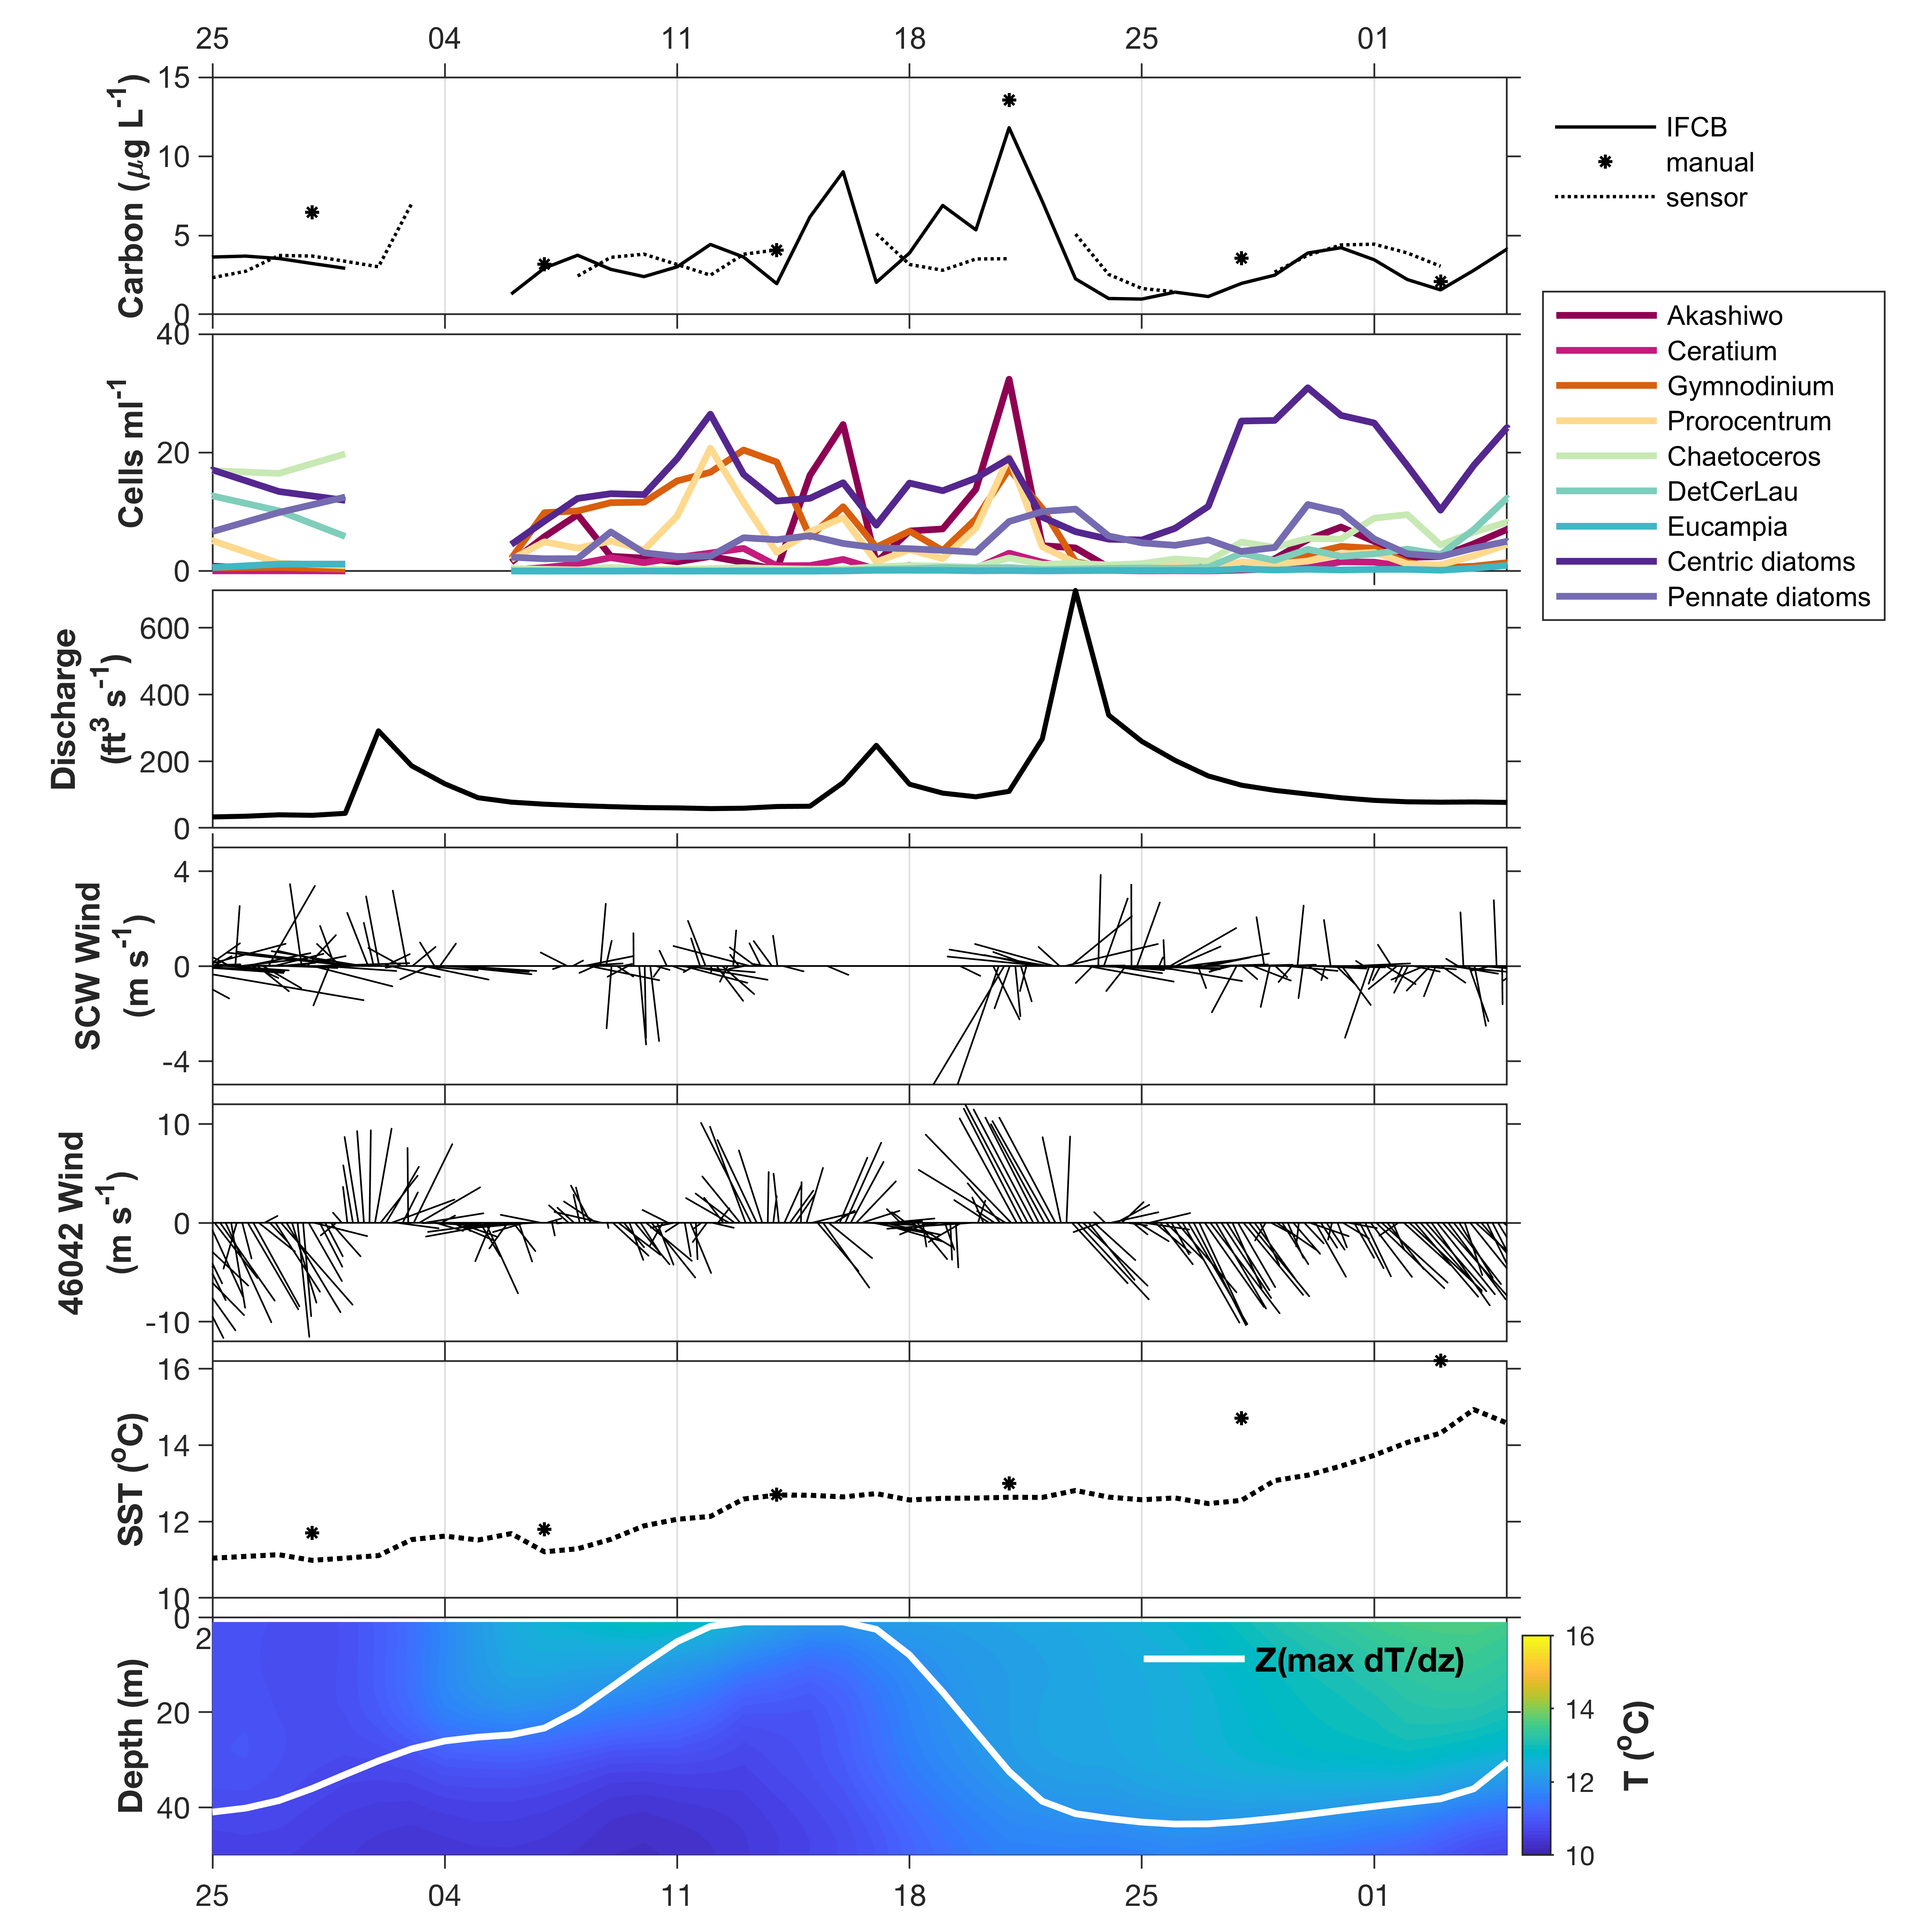 25 04 11 18 25 01
15
10
5
0
Carbon (μg L-1)
IFCB
manual
sensor
40
20
0
Cells ml-1
Akashiwo
Ceratium
Gymnodinium
Prorocentrum
Chaetoceros
DetCerLau
Eucampia
Centric diatoms
Pennate diatoms
600
400
200
0
Discharge
(ft3 s-1)
4
0
-4
SCW Wind
(m s-1)
10
0
-10
46042 Wind
(m s-1)
16
14
12
10
SST (oC)
0
2
20
40
Depth (m)
Z(max dT/dz)
16
14
12
10
T (oC)
25 04 11 18 25 01